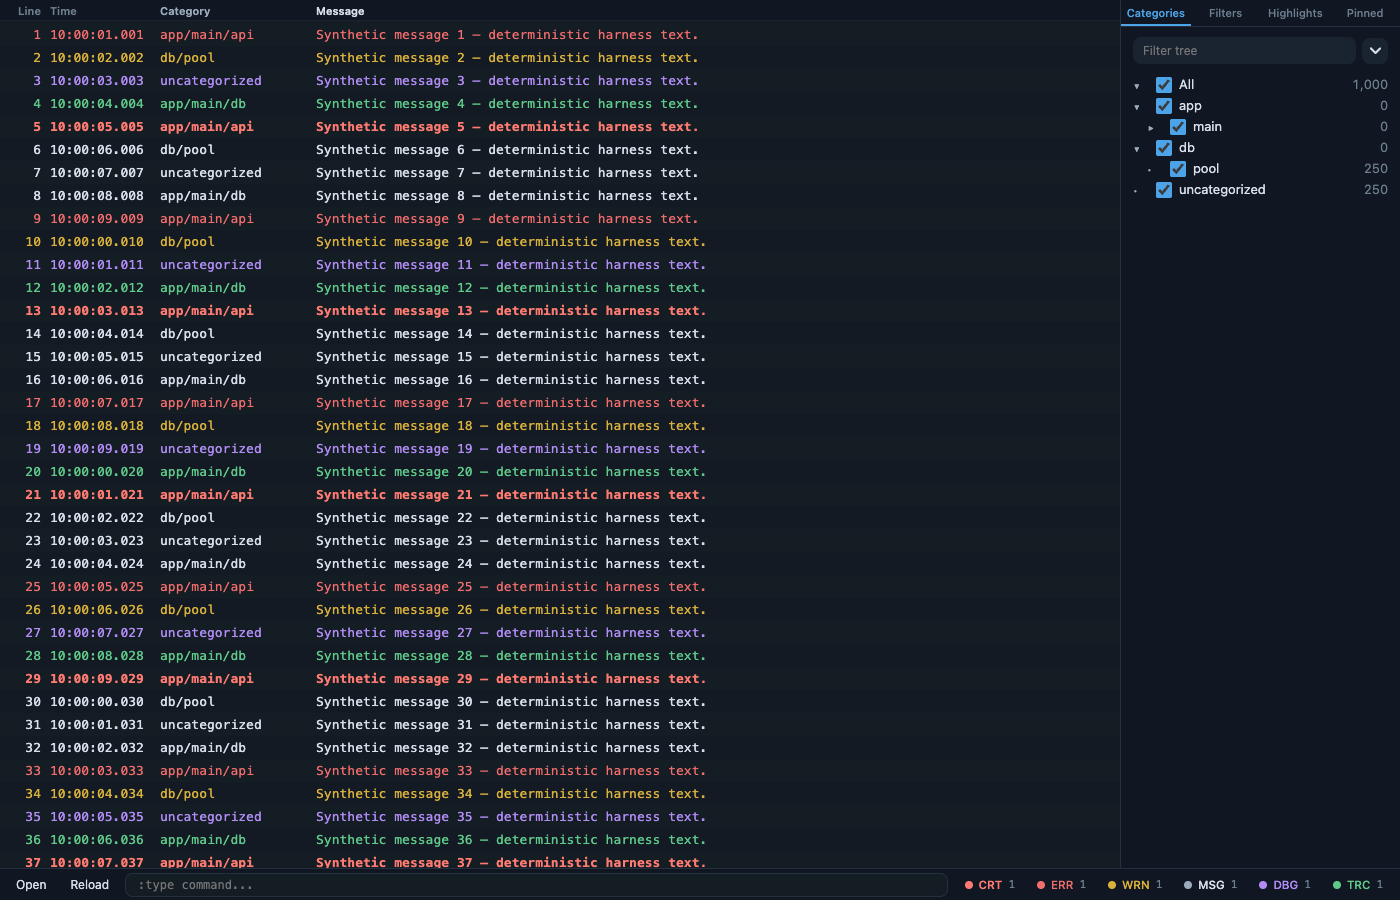 Line Time Category Message
1 10:00:01.001 app/main/api Synthetic message 1 — deterministic harness text.
2 10:00:02.002 db/pool Synthetic message 2 — deterministic harness text.
3 10:00:03.003 uncategorized Synthetic message 3 — deterministic harness text.
4 10:00:04.004 app/main/db Synthetic message 4 — deterministic harness text.
5 10:00:05.005 app/main/api Synthetic message 5 — deterministic harness text.
6 10:00:06.006 db/pool Synthetic message 6 — deterministic harness text.
7 10:00:07.007 uncategorized Synthetic message 7 — deterministic harness text.
8 10:00:08.008 app/main/db Synthetic message 8 — deterministic harness text.
9 10:00:09.009 app/main/api Synthetic message 9 — deterministic harness text.
10 10:00:00.010 db/pool Synthetic message 10 — deterministic harness text.
11 10:00:01.011 uncategorized Synthetic message 11 — deterministic harness text.
12 10:00:02.012 app/main/db Synthetic message 12 — deterministic harness text.
13 10:00:03.013 app/main/api Synthetic message 13 — deterministic harness text.
14 10:00:04.014 db/pool Synthetic message 14 — deterministic harness text.
15 10:00:05.015 uncategorized Synthetic message 15 — deterministic harness text.
16 10:00:06.016 app/main/db Synthetic message 16 — deterministic harness text.
17 10:00:07.017 app/main/api Synthetic message 17 — deterministic harness text.
18 10:00:08.018 db/pool Synthetic message 18 — deterministic harness text.
19 10:00:09.019 uncategorized Synthetic message 19 — deterministic harness text.
20 10:00:00.020 app/main/db Synthetic message 20 — deterministic harness text.
21 10:00:01.021 app/main/api Synthetic message 21 — deterministic harness text.
22 10:00:02.022 db/pool Synthetic message 22 — deterministic harness text.
23 10:00:03.023 uncategorized Synthetic message 23 — deterministic harness text.
24 10:00:04.024 app/main/db Synthetic message 24 — deterministic harness text.
25 10:00:05.025 app/main/api Synthetic message 25 — deterministic harness text.
26 10:00:06.026 db/pool Synthetic message 26 — deterministic harness text.
27 10:00:07.027 uncategorized Synthetic message 27 — deterministic harness text.
28 10:00:08.028 app/main/db Synthetic message 28 — deterministic harness text.
29 10:00:09.029 app/main/api Synthetic message 29 — deterministic harness text.
30 10:00:00.030 db/pool Synthetic message 30 — deterministic harness text.
31 10:00:01.031 uncategorized Synthetic message 31 — deterministic harness text.
32 10:00:02.032 app/main/db Synthetic message 32 — deterministic harness text.
33 10:00:03.033 app/main/api Synthetic message 33 — deterministic harness text.
34 10:00:04.034 db/pool Synthetic message 34 — deterministic harness text.
35 10:00:05.035 uncategorized Synthetic message 35 — deterministic harness text.
36 10:00:06.036 app/main/db Synthetic message 36 — deterministic harness text.
37 10:00:07.037 app/main/api Synthetic message 37 — deterministic harness text.
Categories Filters Highlights Pinned
Filter tree
All 1,000
app 0
main 0
db 0
pool 250
uncategorized 250
Open Reload :type command... CRT 1 ERR 1 WRN 1 MSG 1 DBG 1 TRC 1